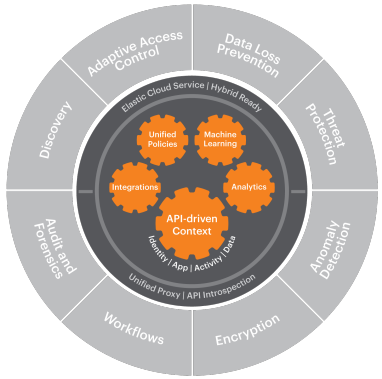 Adaptive Access
Control
Data Loss
Prevention
Threat
Protection
Anomaly
Detection
Encryption
Workflows
Audit and
Forensics
Discovery
Elastic Cloud Service | Hybrid Ready
Unified
Policies
Machine
Learning
Integrations
Analytics
API-driven
Context
Identity | App | Activity | Data
Unified Proxy | API Introspection